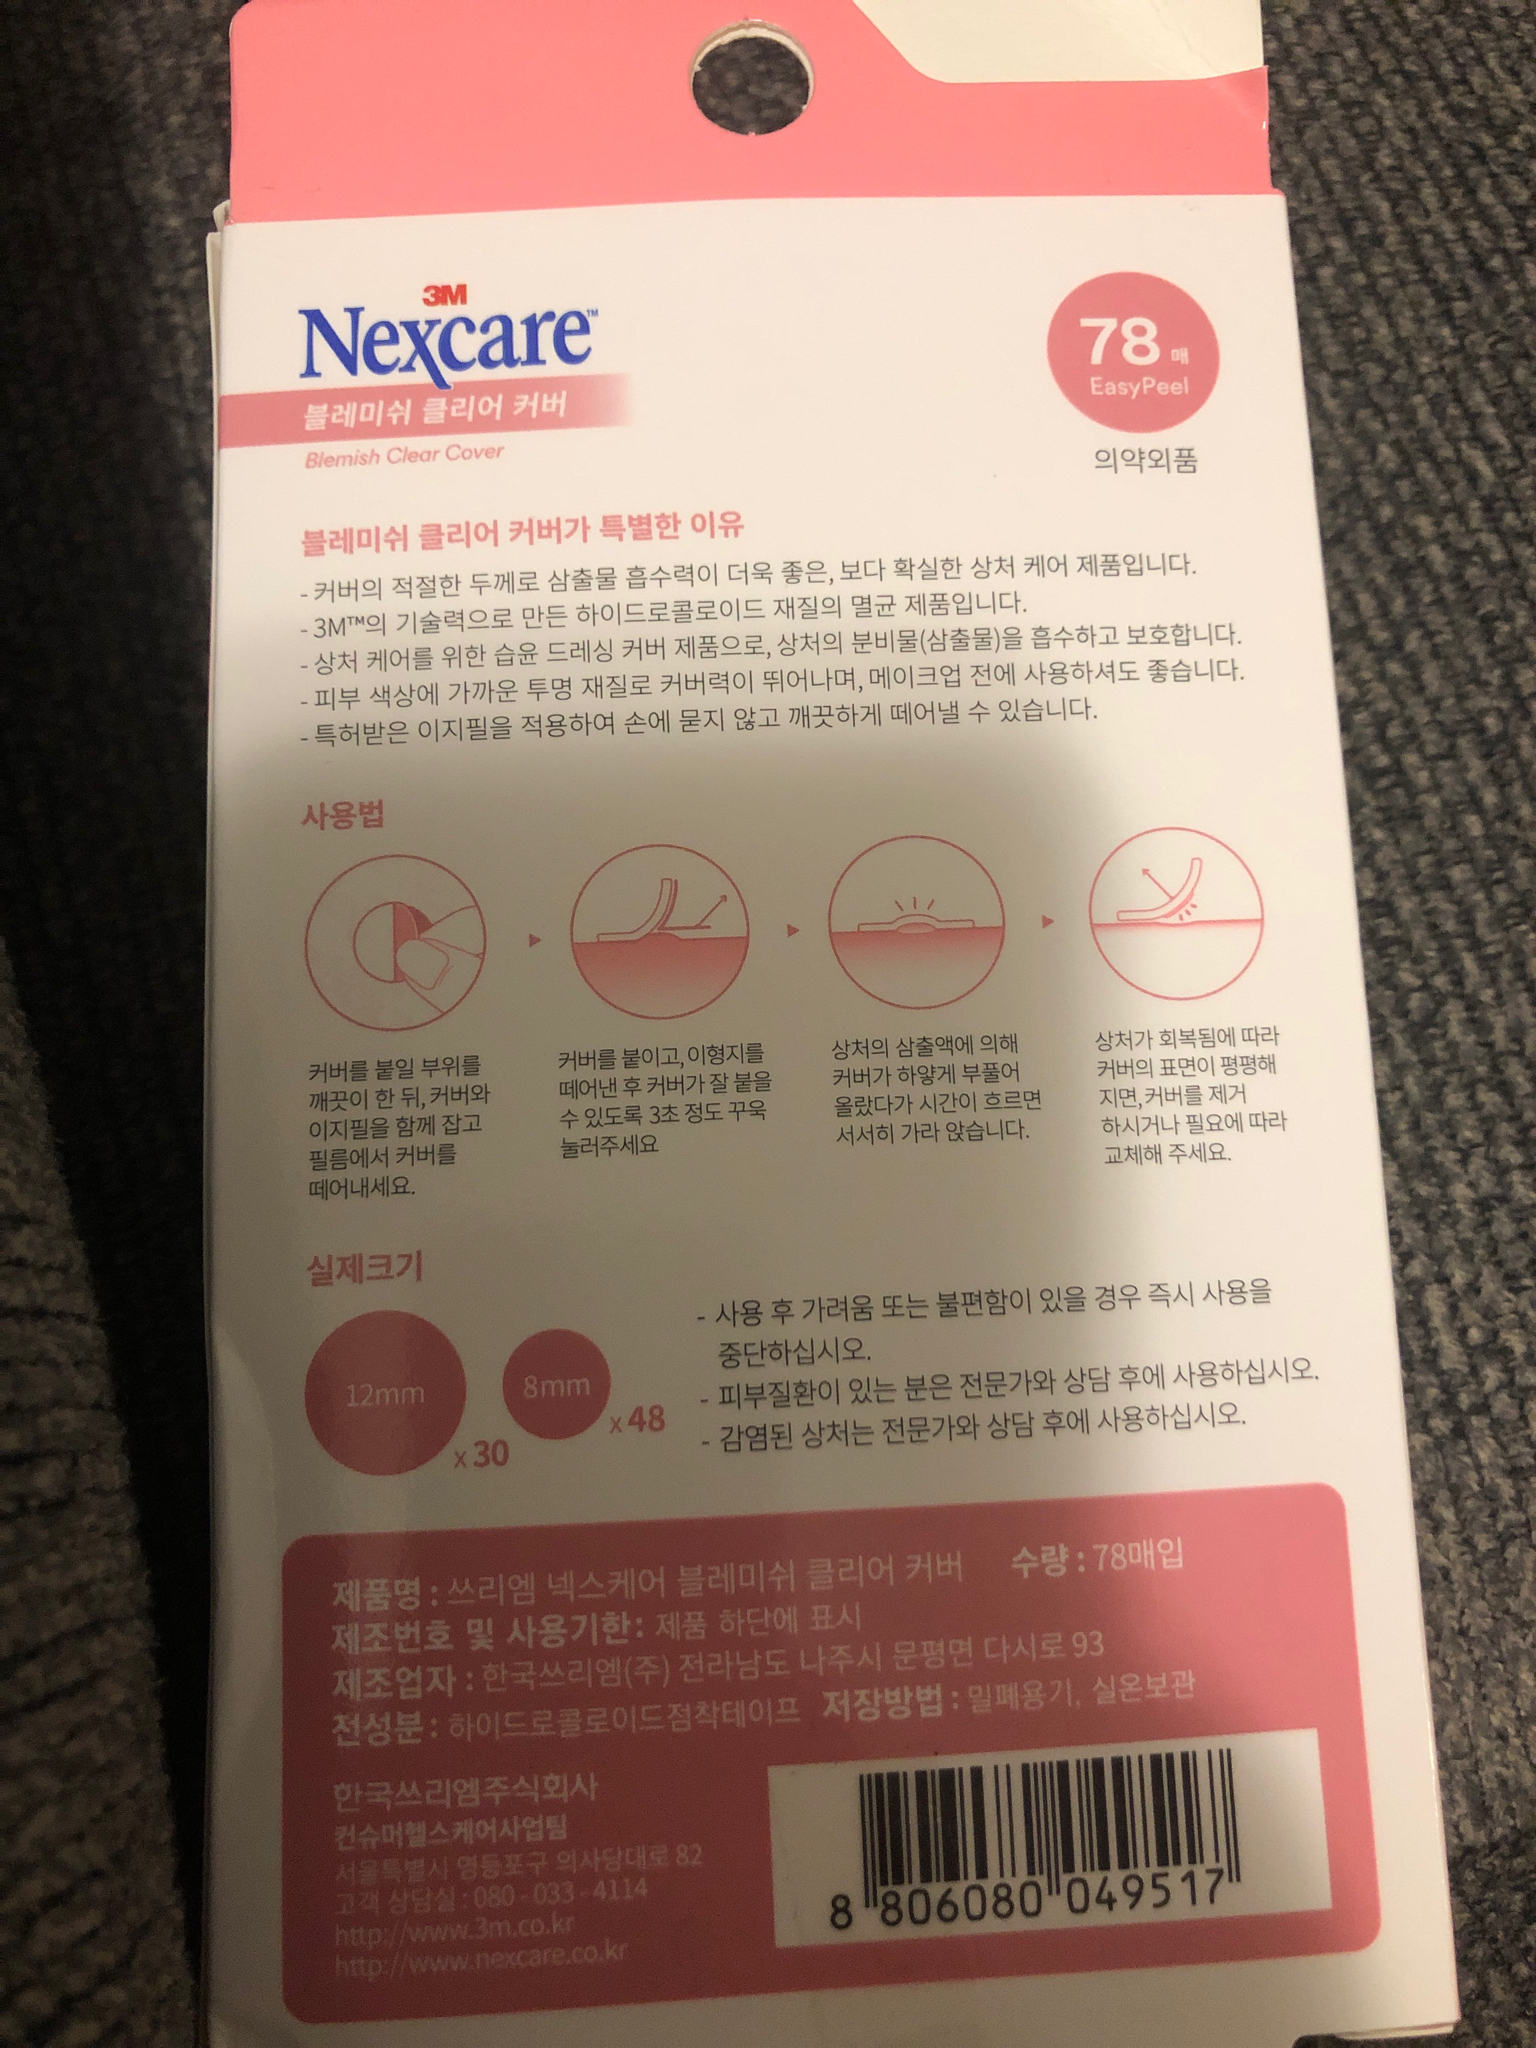 3M
Nexcare™
블레미쉬 클리어 커버
Blemish Clear Cover
78 매
EasyPeel
의약외품
블레미쉬 클리어 커버가 특별한 이유
- 커버의 적절한 두께로 삼출물 흡수력이 더욱 좋은, 보다 확실한 상처 케어 제품입니다.
- 3M™의 기술력으로 만든 하이드로콜로이드 재질의 멸균 제품입니다.
- 상처 케어를 위한 습윤 드레싱 커버 제품으로, 상처의 분비물(삼출물)을 흡수하고 보호합니다.
- 피부 색상에 가까운 투명 재질로 커버력이 뛰어나며, 메이크업 전에 사용하셔도 좋습니다.
- 특허받은 이지필을 적용하여 손에 묻지 않고 깨끗하게 떼어낼 수 있습니다.
사용법
커버를 붙일 부위를
깨끗이 한 뒤, 커버와
이지필을 함께 잡고
필름에서 커버를
떼어내세요.
커버를 붙이고, 이형지를
떼어낸 후 커버가 잘 붙을
수 있도록 3초 정도 꾸욱
눌러주세요
상처의 삼출액에 의해
커버가 하얗게 부풀어
올랐다가 시간이 흐르면
서서히 가라 앉습니다.
상처가 회복됨에 따라
커버의 표면이 평평해
지면, 커버를 제거
하시거나 필요에 따라
교체해 주세요.
실제크기
12mm
x 30
8mm
x 48
- 사용 후 가려움 또는 불편함이 있을 경우 즉시 사용을
중단하십시오.
- 피부질환이 있는 분은 전문가와 상담 후에 사용하십시오.
- 감염된 상처는 전문가와 상담 후에 사용하십시오.
제품명 : 쓰리엠 넥스케어 블레미쉬 클리어 커버 수량 : 78매입
제조번호 및 사용기한 : 제품 하단에 표시
제조업자 : 한국쓰리엠(주) 전라남도 나주시 문평면 다시로 93
전성분 : 하이드로콜로이드점착테이프 저장방법 : 밀폐용기, 실온보관
한국쓰리엠주식회사
컨슈머헬스케어사업팀
서울특별시 영등포구 의사당대로 82
고객 상담실 : 080 - 033 - 4114
http://www.3m.co.kr
http://www.nexcare.co.kr
8 806080 049517